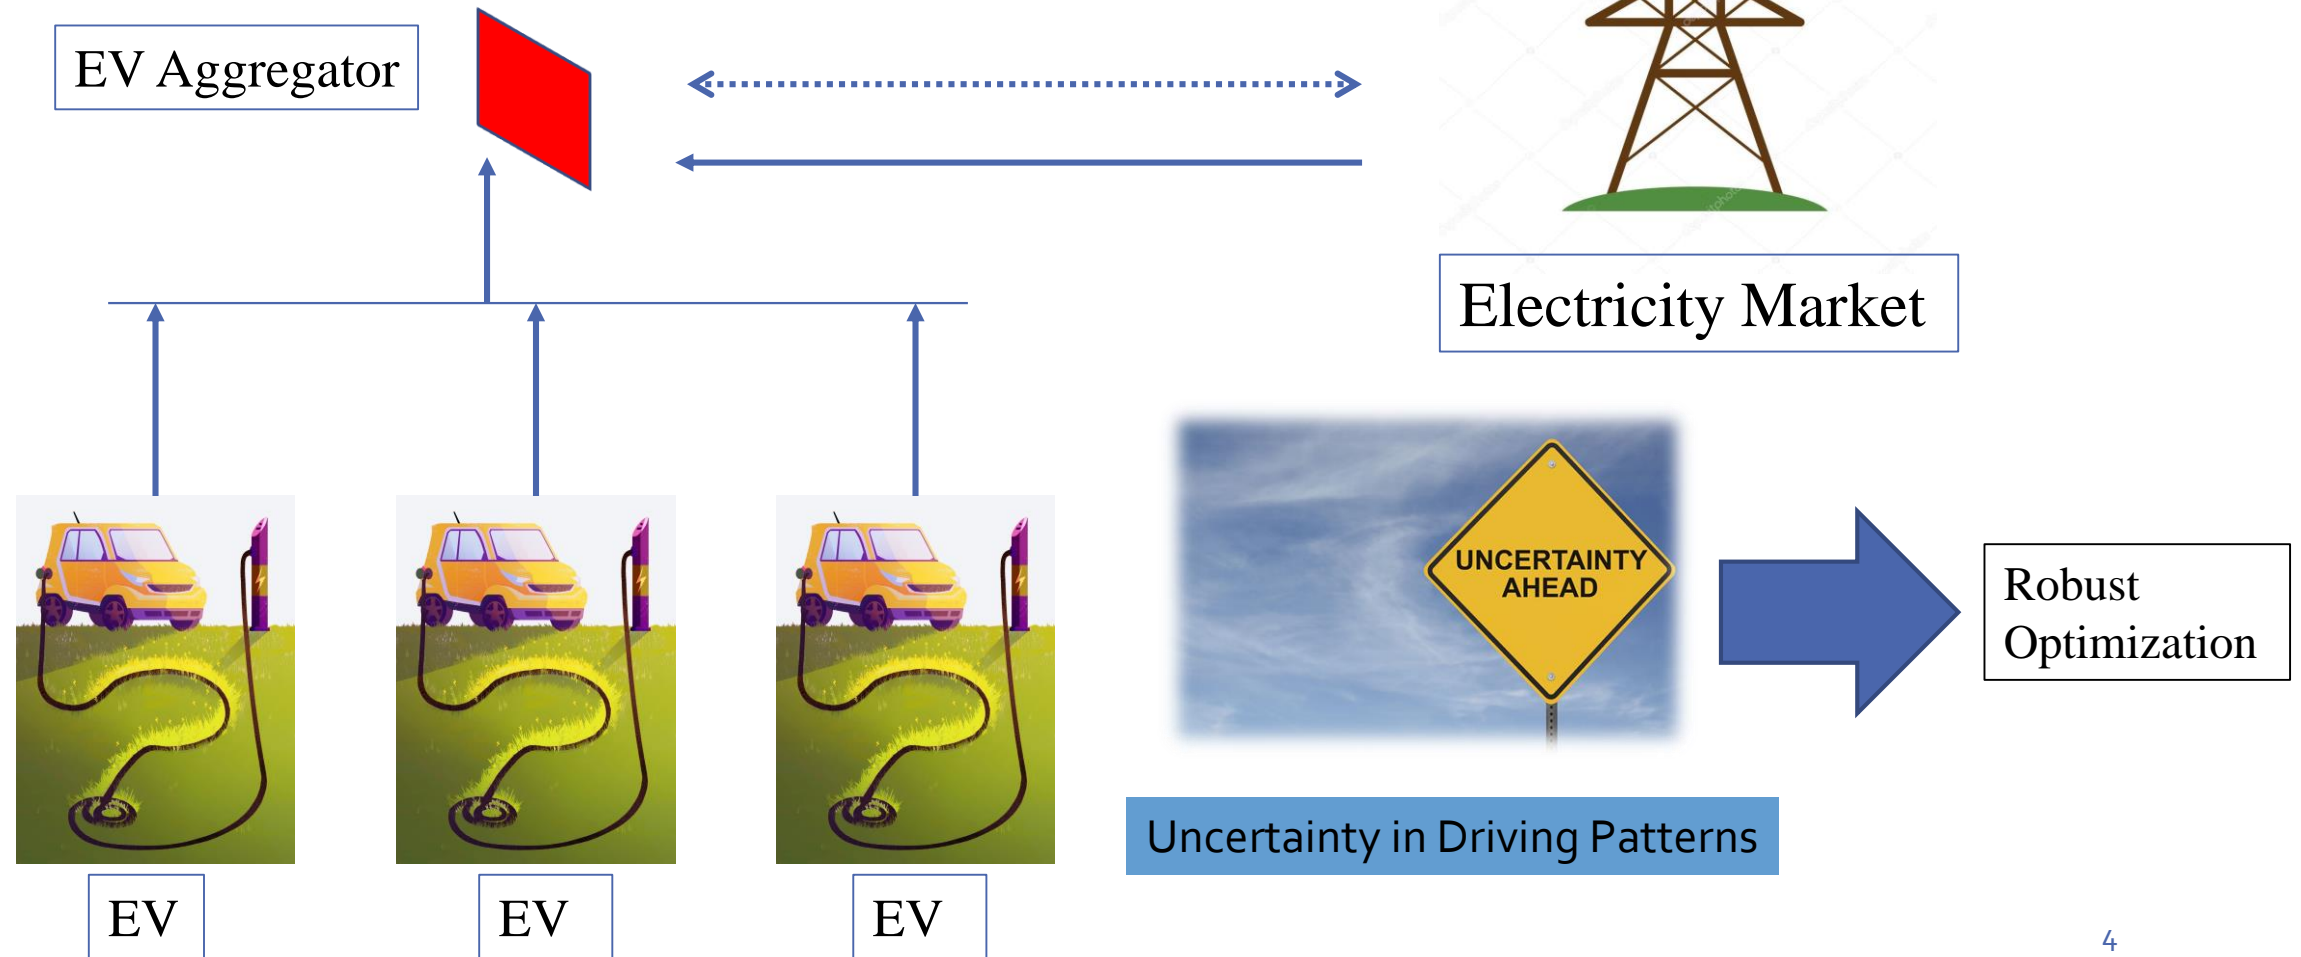 EV Aggregator
Electricity Market
UNCERTAINTY
AHEAD
Robust
Optimization
Uncertainty in Driving Patterns
EV
EV
EV
4